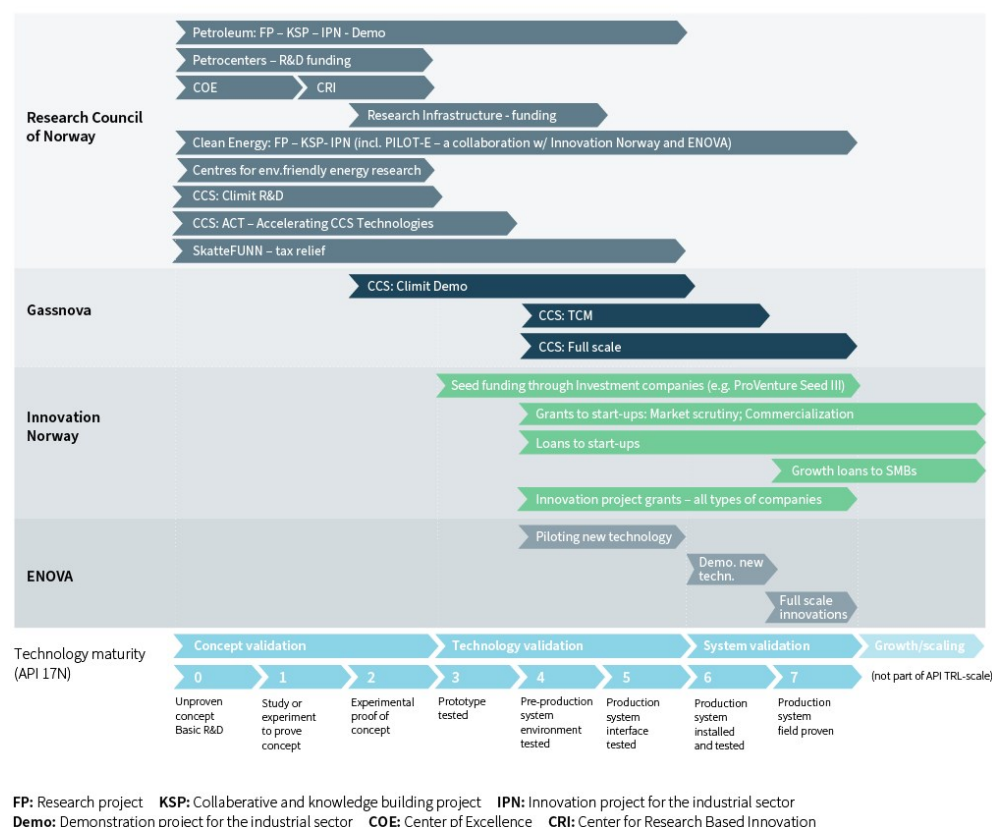 Research Council
of Norway
Petroleum: FP – KSP – IPN - Demo
Petrocenters – R&D funding
COE
CRI
Research Infrastructure - funding
Clean Energy: FP – KSP- IPN (incl. PILOT-E – a collaboration w/ Innovation Norway and ENOVA)
Centres for env.friendly energy research
CCS: Climit R&D
CCS: ACT – Accelerating CCS Technologies
SkatteFUNN – tax relief
Gassnova
CCS: Climit Demo
CCS: TCM
CCS: Full scale
Innovation
Norway
Seed funding through Investment companies (e.g. ProVenture Seed III)
Grants to start-ups: Market scrutiny; Commercialization
Loans to start-ups
Growth loans to SMBs
Innovation project grants – all types of companies
ENOVA
Piloting new technology
Demo. new
techn.
Full scale
innovations
Technology maturity
(API 17N)
Concept validation
Technology validation
System validation
Growth/scaling
0
1
2
3
4
5
6
7
(not part of API TRL-scale)
Unproven
concept
Basic R&D
Study or
experiment
to prove
concept
Experimental
proof of
concept
Prototype
tested
Pre-production
system
environment
tested
Production
system
interface
tested
Production
system
installed
and tested
Production
system
field proven
FP: Research project KSP: Collaberative and knowledge building project IPN: Innovation project for the industrial sector
Demo: Demonstration project for the industrial sector COE: Center pf Excellence CRI: Center for Research Based Innovation